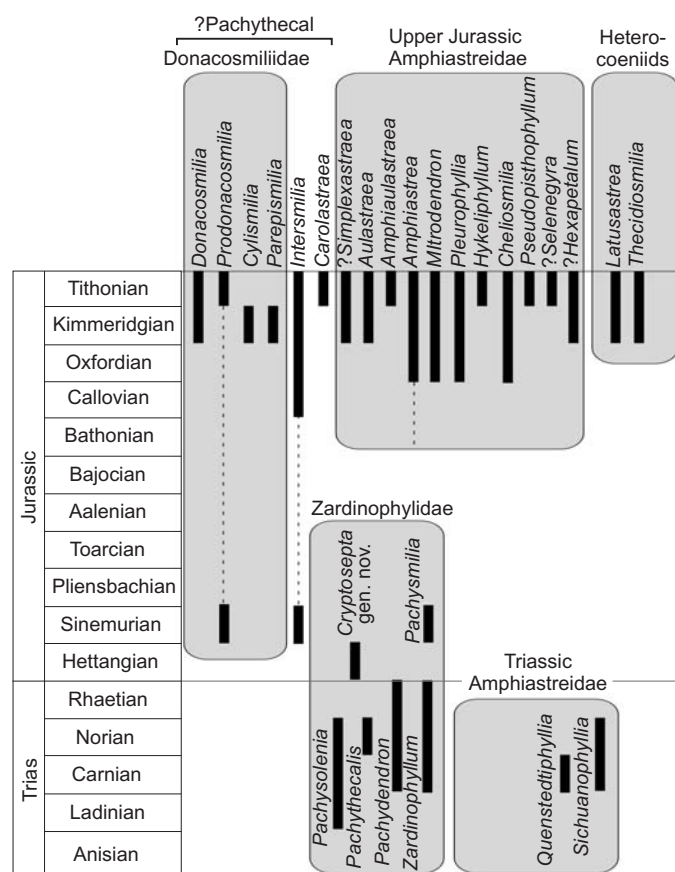 ?Pachythecal
Donacosmiliidae
Upper Jurassic
Amphiastreidae
Hetero-
coeniids
Donacosmilia
Prodonacosmilia
Cylismilia
Parepismilia
Intersmilia
Carolastraea
?Simplexastraea
Aulastraea
Amphiaulastraea
Amphiastrea
MItrodendron
Pleurophyllia
Hykeliphyllum
Cheliosmilia
Pseudopisthophyllum
?Selenegyra
?Hexapetalum
Latusastrea
Thecidiosmilia
Jurassic
Tithonian
Kimmeridgian
Oxfordian
Callovian
Bathonian
Bajocian
Aalenian
Toarcian
Pliensbachian
Sinemurian
Hettangian
Zardinophylidae
Cryptosepta
gen. nov.
Pachysmilia
Triassic
Amphiastreidae
Trias
Rhaetian
Norian
Carnian
Ladinian
Anisian
Pachysolenia
Pachythecalis
Pachydendron
Zardinophyllum
Quenstedtiphyllia
Sichuanophyllia